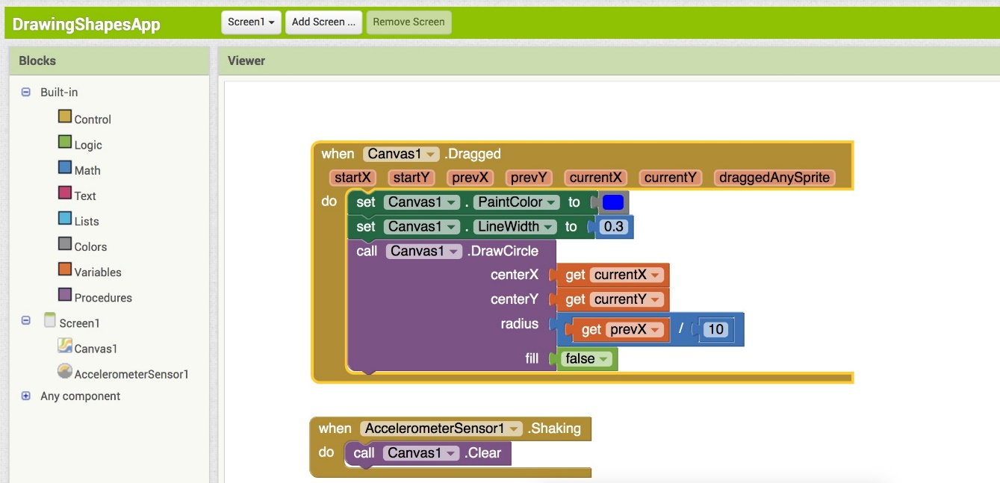 DrawingShapesApp Screen1 Add Screen ... Remove Screen
Blocks
Viewer
Built-in
Control
Logic
Math
Text
Lists
Colors
Variables
Procedures
Screen1
Canvas1
AccelerometerSensor1
Any component
when Canvas1 .Dragged
startX startY prevX prevY currentX currentY draggedAnySprite
do set Canvas1 . PaintColor to
set Canvas1 . LineWidth to 0.3
call Canvas1 .DrawCircle
centerX get currentX
centerY get currentY
radius get prevX / 10
fill false
when AccelerometerSensor1 .Shaking
do call Canvas1 .Clear